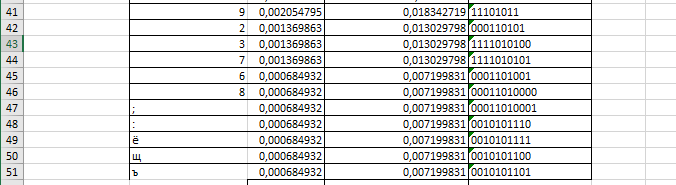 41 9 0,002054795 0,018342719 11101011
42 2 0,001369863 0,013029798 000110101
43 3 0,001369863 0,013029798 1111010100
44 7 0,001369863 0,013029798 1111010101
45 6 0,000684932 0,007199831 0001101001
46 8 0,000684932 0,007199831 00011010000
47 ; 0,000684932 0,007199831 00011010001
48 : 0,000684932 0,007199831 0010101110
49 ё 0,000684932 0,007199831 0010101111
50 щ 0,000684932 0,007199831 0010101100
51 ъ 0,000684932 0,007199831 0010101101